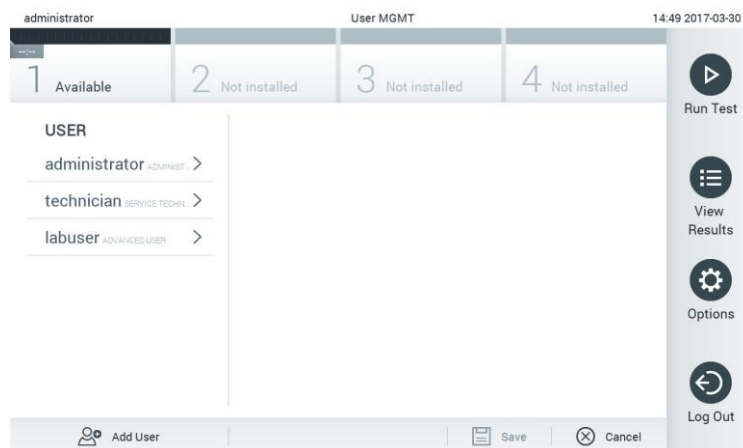 administrator User MGMT 14:49 2017-03-30
--:--
1 Available 2 Not installed 3 Not installed 4 Not installed
Run Test
USER
administrator ADMINIST...
technician SERVICE TECHN...
labuser ADVANCED USER
View
Results
Options
Log Out
Add User Save Cancel